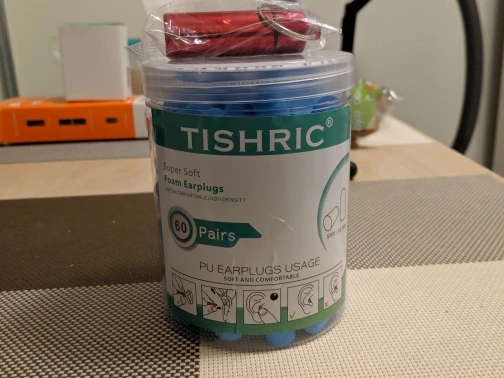 TISHRIC®
Super Soft
Foam Earplugs
60 Pairs
PU EARPLUGS USAGE
SOFT AND COMFORTABLE